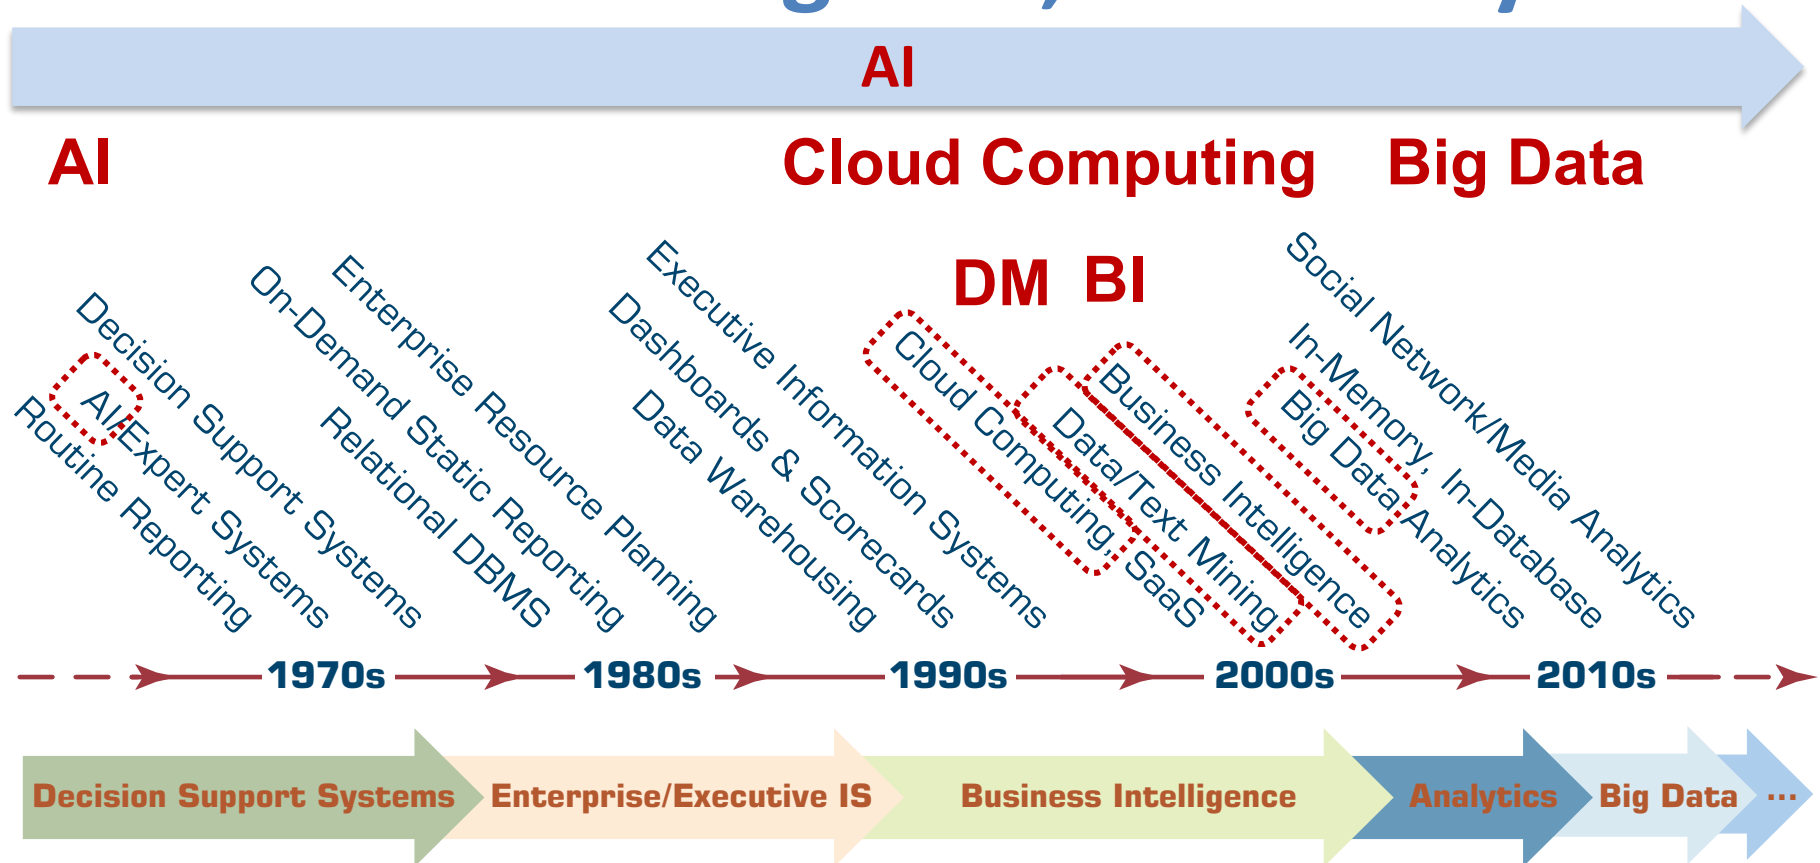 AI
AI
Cloud Computing
Big Data
DM
BI
Routine Reporting
AI/Expert Systems
Decision Support Systems
Relational DBMS
On-Demand Static Reporting
Enterprise Resource Planning
Data Warehousing
Dashboards & Scorecards
Executive Information Systems
Cloud Computing, SaaS
Data/Text Mining
Business Intelligence
Big Data Analytics
In-Memory, In-Database
Social Network/Media Analytics
1970s
1980s
1990s
2000s
2010s
Decision Support Systems
Enterprise/Executive IS
Business Intelligence
Analytics
Big Data
...